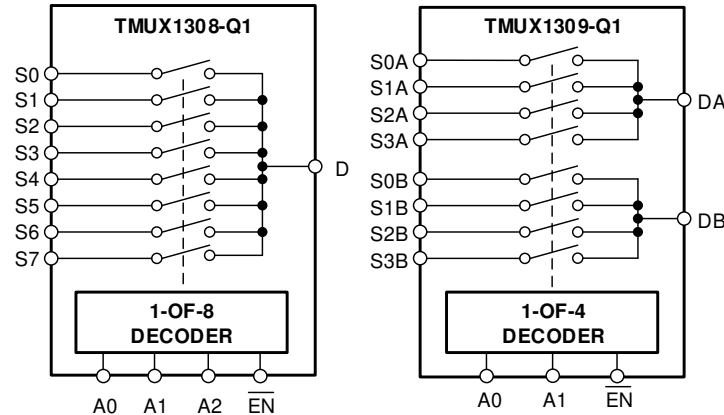 TMUX1308-Q1
S0
S1
S2
S3
S4
S5
S6
S7
D
1-OF-8
DECODER
A0 A1 A2 EN
TMUX1309-Q1
S0A
S1A
S2A
S3A
DA
S0B
S1B
S2B
S3B
DB
1-OF-4
DECODER
A0 A1 EN